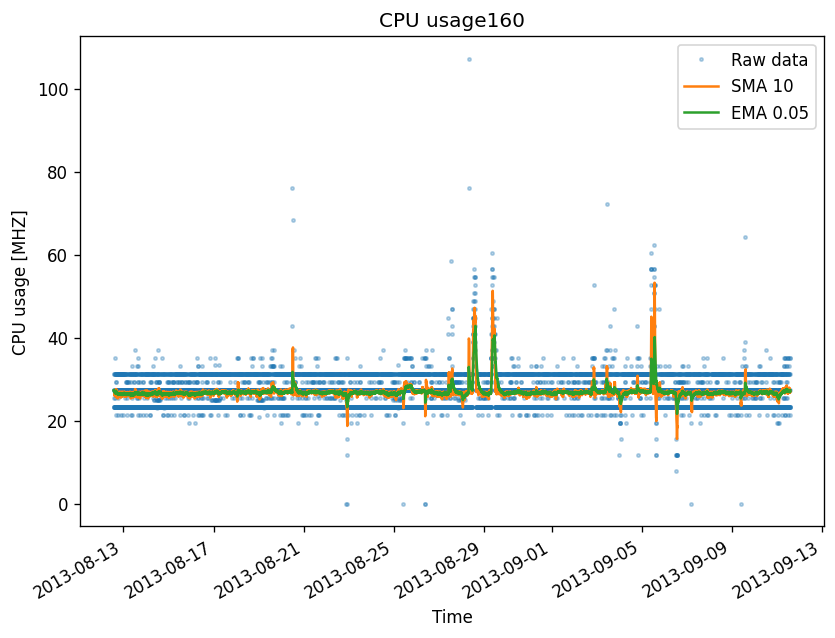 CPU usage160
Raw data
SMA 10
EMA 0.05
CPU usage [MHZ]
100
80
60
40
20
0
2013-08-13
2013-08-17
2013-08-21
2013-08-25
2013-08-29
2013-09-01
2013-09-05
2013-09-09
2013-09-13
Time